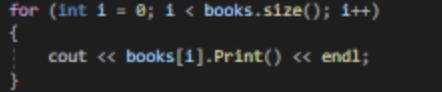 for (int i = 0; i < books.size(); i++)
{
cout << books[i].Print() << endl;
}